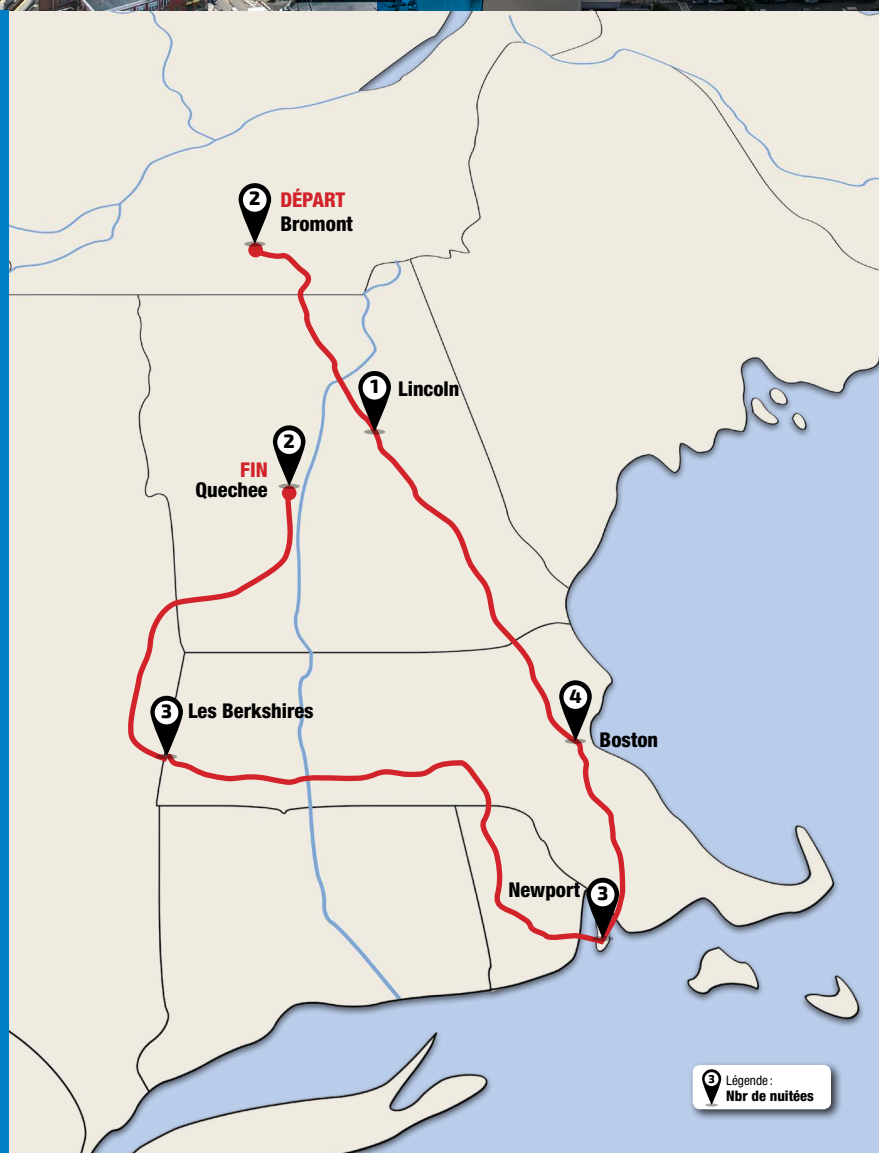 2
DÉPART
Bromont
1
Lincoln
2
FIN
Quechee
3
Les Berkshires
4
Boston
Newport
3
3
Légende :
Nbr de nuitées